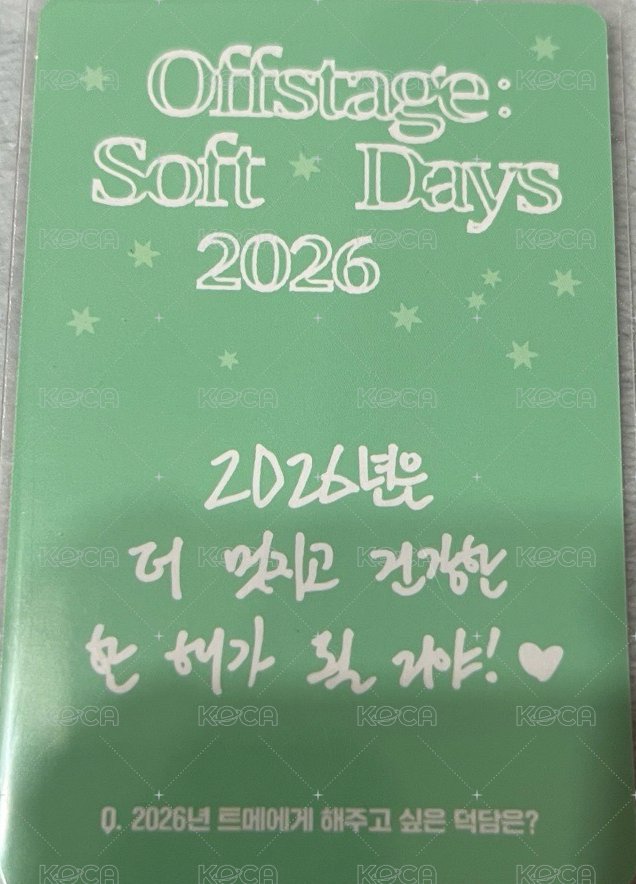 Offstage:
Soft Days
2026
2026년은
더 멋지고 건강한
한 해가 될 거야! ♥
Q. 2026년 트메에게 해주고 싶은 덕담은?
KOCA